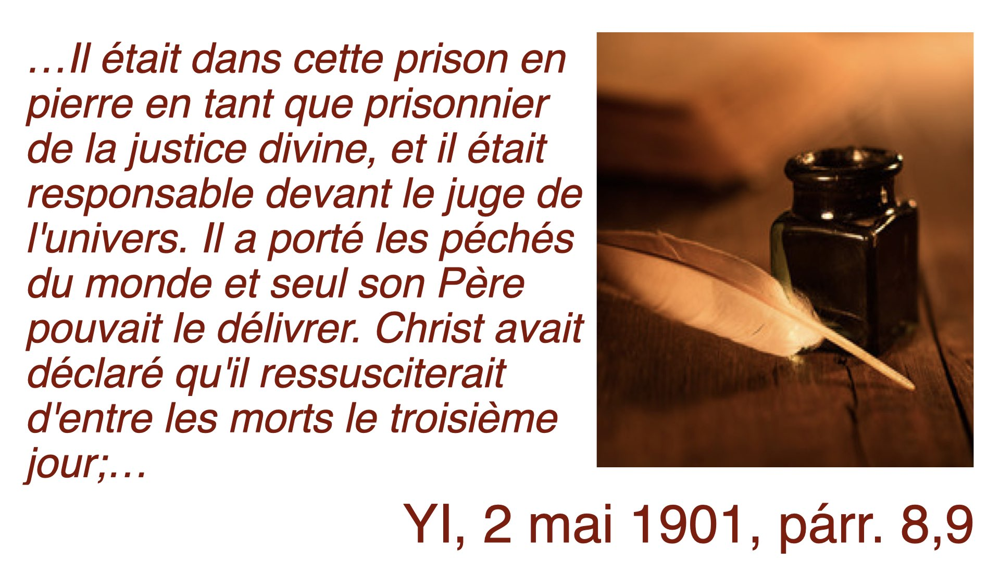 …Il était dans cette prison en
pierre en tant que prisonnier
de la justice divine, et il était
responsable devant le juge de
l'univers. Il a porté les péchés
du monde et seul son Père
pouvait le délivrer. Christ avait
déclaré qu'il ressusciterait
d'entre les morts le troisième
jour;…
YI, 2 mai 1901, párr. 8,9